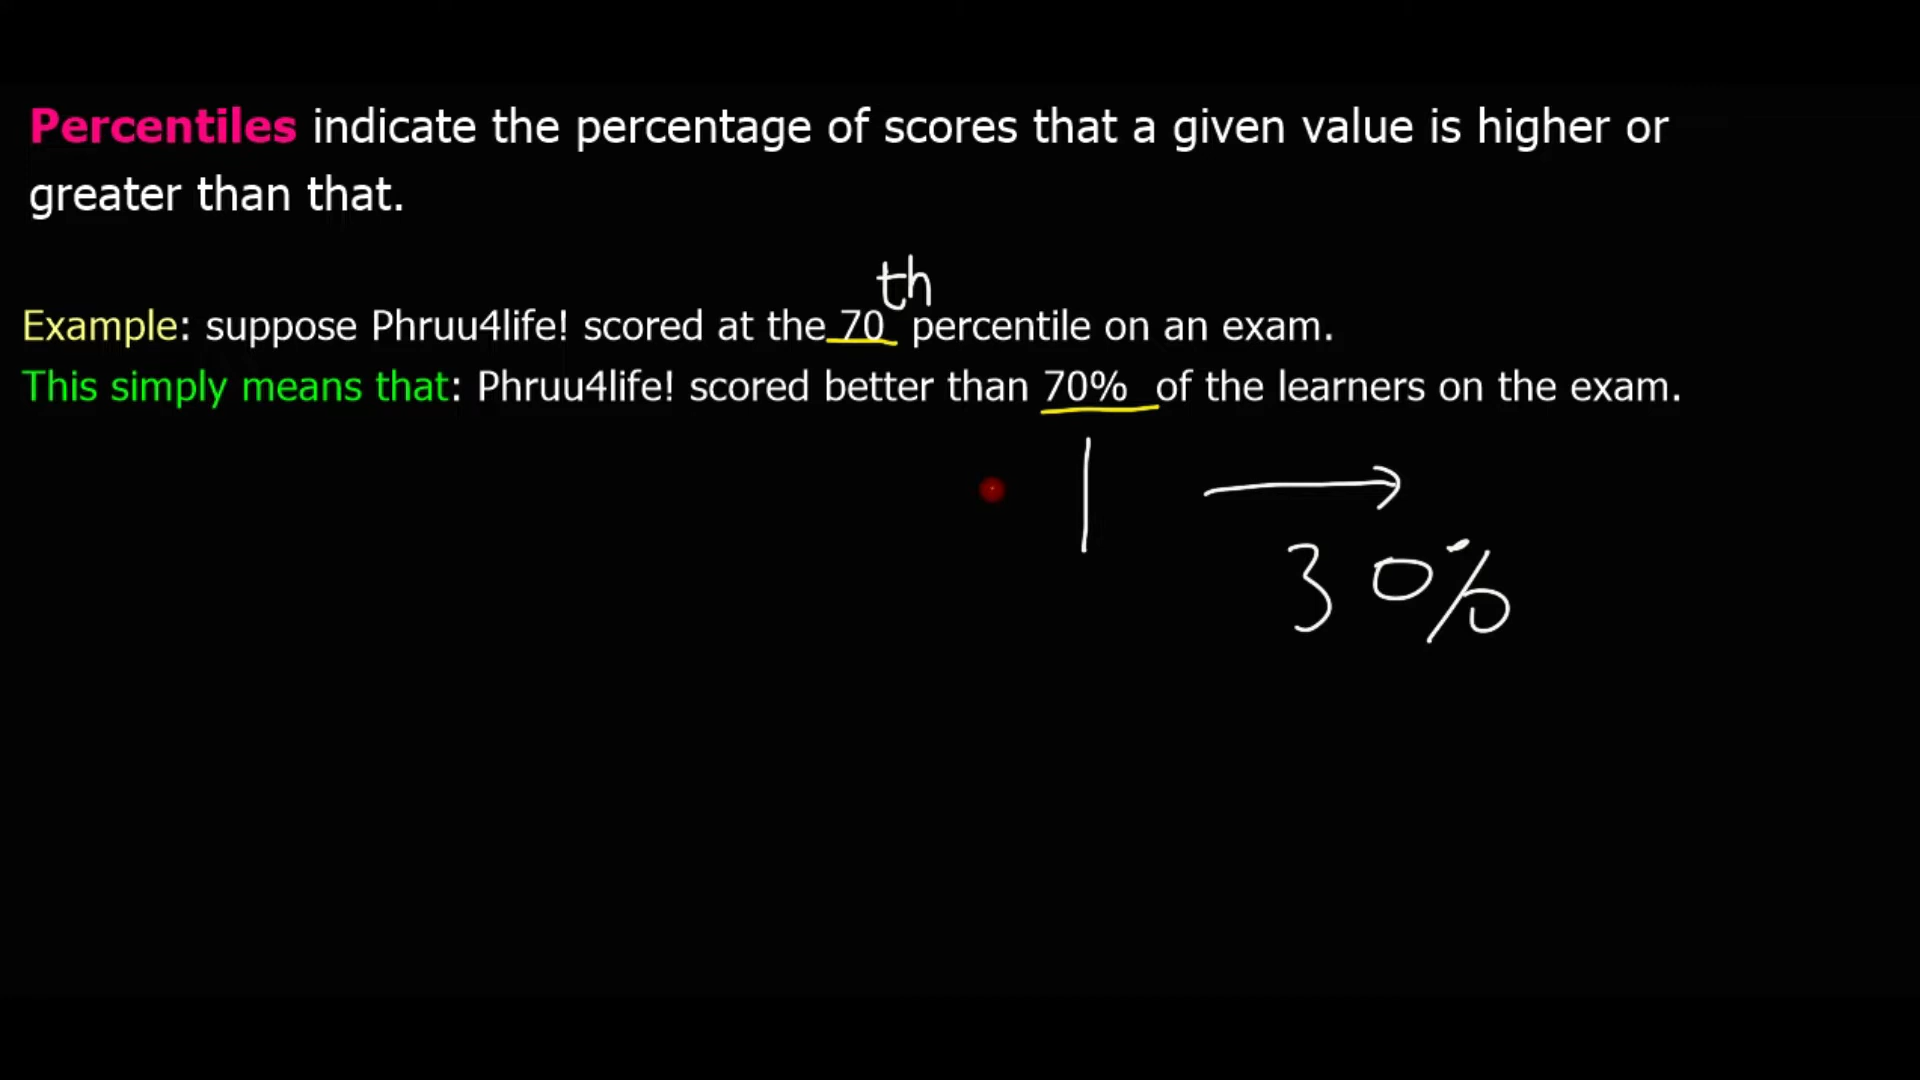 Percentiles indicate the percentage of scores that a given value is higher or
greater than that.
th
Example: suppose Phruu4life! scored at the 70 percentile on an exam.
This simply means that: Phruu4life! scored better than 70% of the learners on the exam.
30%